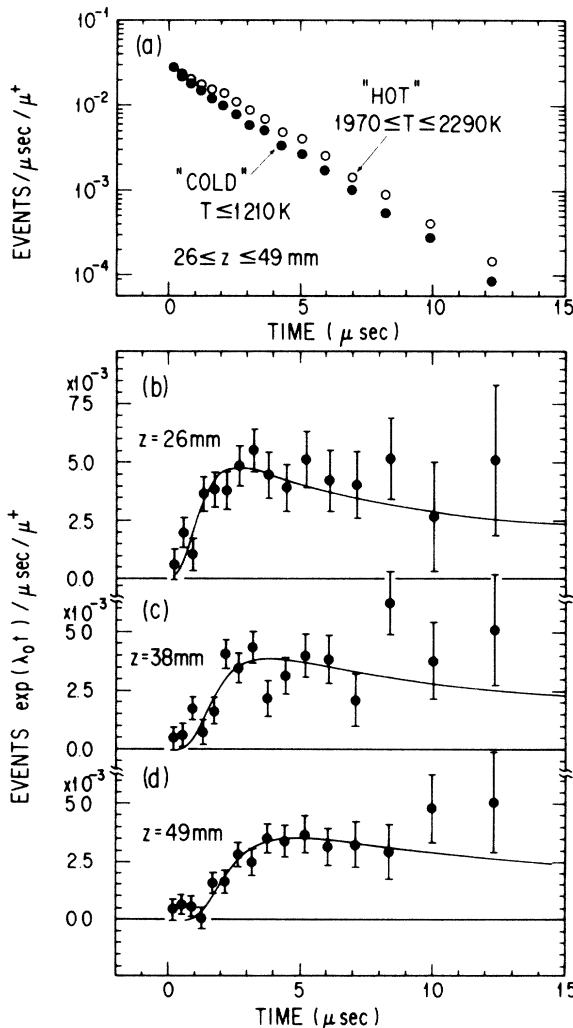 (a)
10⁻¹
10⁻²
10⁻³
10⁻⁴
EVENTS/μsec/μ⁺
"HOT"
1970≤T≤2290K
"COLD"
T≤1210K
26≤z≤49mm
0 5 10 15
TIME (μsec)
(b)
x10⁻³
7.5
5.0
2.5
0.0
z=26mm
(c)
x10⁻³
5.0
2.5
0.0
z=38mm
(d)
x10⁻³
5.0
2.5
0.0
z=49mm
EVENTS exp(λ₀t)/μsec/μ⁺
0 5 10 15
TIME (μsec)